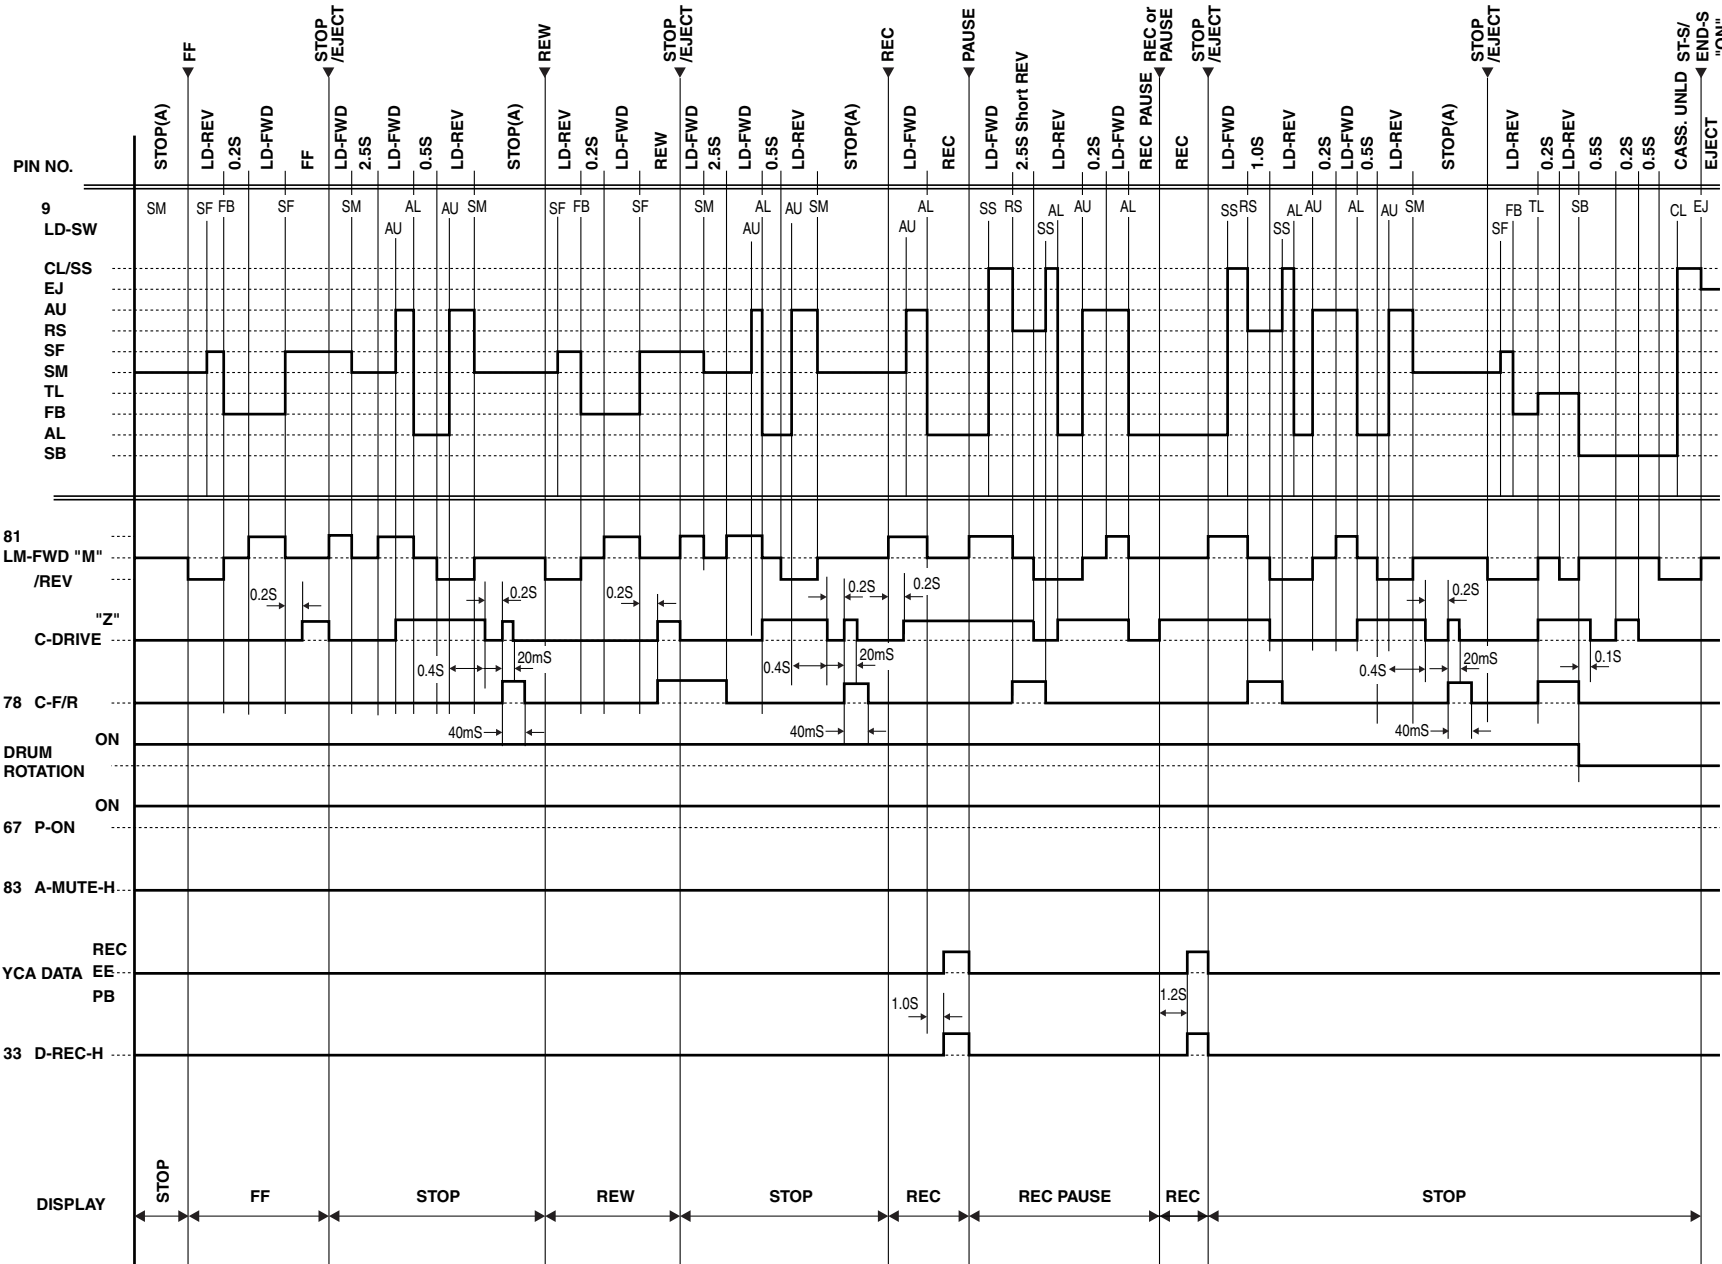 FF
STOP /EJECT
REW
STOP /EJECT
REC
PAUSE
REC or PAUSE
STOP /EJECT
STOP /EJECT
ST-S/ END-S "ON"
PIN NO.
STOP(A) LD-REV 0.2S LD-FWD FF LD-FWD 2.5S LD-FWD 0.5S LD-REV STOP(A) LD-REV 0.2S LD-FWD REW LD-FWD 2.5S LD-FWD 0.5S LD-REV STOP(A) LD-FWD REC LD-FWD 2.5S Short REV LD-REV 0.2S LD-FWD REC PAUSE REC LD-FWD 1.0S LD-REV 0.2S LD-FWD 0.5S LD-REV STOP(A) LD-REV 0.2S LD-REV 0.5S 0.2S 0.5S CASS. UNLD EJECT
9 SM SF FB SF SM AL AU SM SF FB SF SM AL AU SM AL SS RS AL AU AL SS RS AL AU AL AU SM FB TL SB CL EJ
LD-SW AU AU AU SS SS SF
CL/SS
EJ
AU
RS
SF
SM
TL
FB
AL
SB
81
LM-FWD "M"
/REV
0.2S 0.2S 0.2S 0.2S 0.2S 0.2S
"Z"
C-DRIVE
0.4S 20mS 0.4S 20mS 0.4S 20mS 0.1S
78 C-F/R
40mS 40mS 40mS
ON
DRUM
ROTATION
ON
67 P-ON
83 A-MUTE-H
REC
YCA DATA EE
PB
1.0S 1.2S
33 D-REC-H
DISPLAY STOP FF STOP REW STOP REC REC PAUSE REC STOP